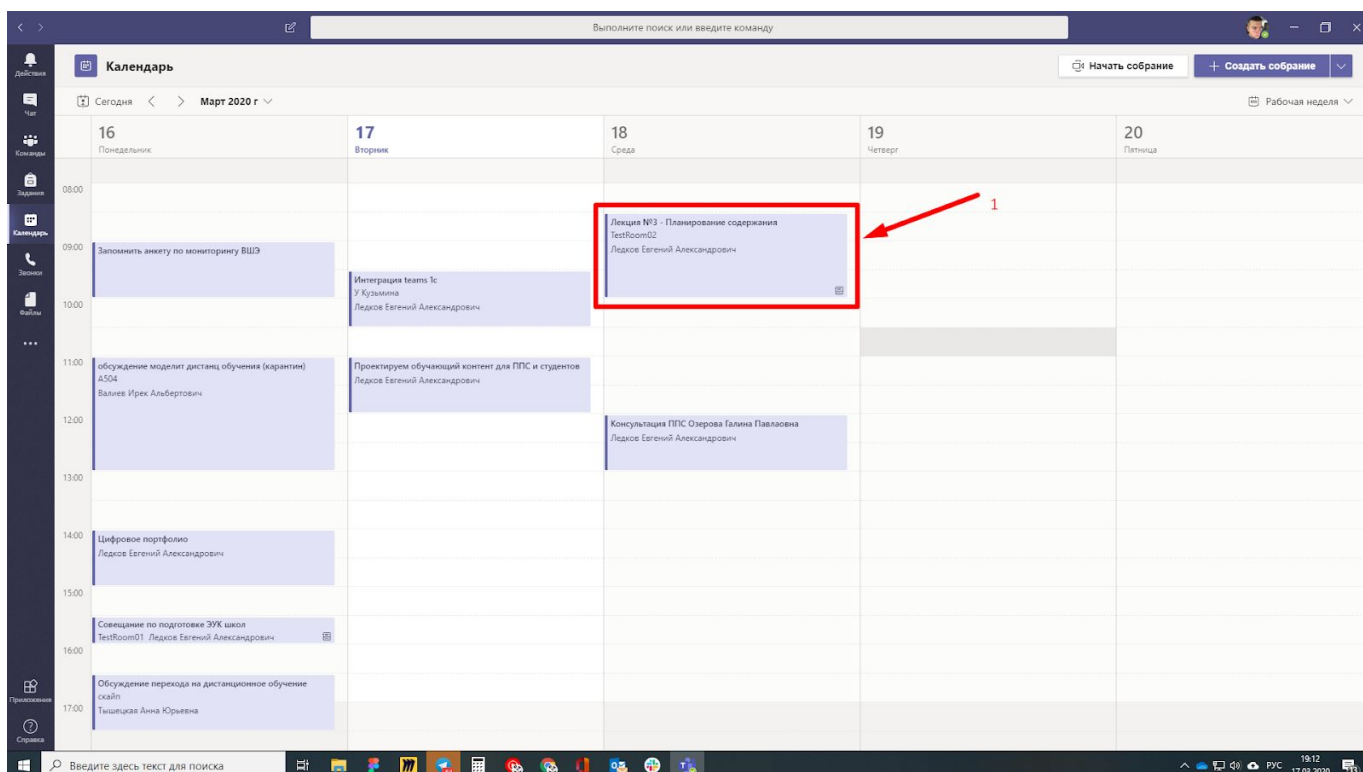 Выполните поиск или введите команду
Действия
Чат
Команды
Задания
Календарь
Звонки
Файлы
Приложения
Справка
Календарь
Начать собрание
+ Создать собрание
Сегодня
Март 2020 г
Рабочая неделя
16
Понедельник
17
Вторник
18
Среда
19
Четверг
20
Пятница
08:00
09:00
10:00
11:00
12:00
13:00
14:00
15:00
16:00
17:00
Запомнить анкету по мониторингу ВШЭ
обсуждение моделит дистанц обучения (карантин)
А504
Валиев Ирек Альбертович
Цифровое портфолио
Ледков Евгений Александрович
Совещание по подготовке ЭУК школ
TestRoom01 Ледков Евгений Александрович
Обсуждение перехода на дистанционное обучение
скайп
Тышецкая Анна Юрьевна
Интеграция teams 1c
У Кузьмина
Ледков Евгений Александрович
Проектируем обучающий контент для ППС и студентов
Ледков Евгений Александрович
Лекция №3 - Планирование содержания
TestRoom02
Ледков Евгений Александрович
1
Консультация ППС Озерова Галина Павлаовна
Ледков Евгений Александрович
Введите здесь текст для поиска
РУС
19:12
17.03.2020